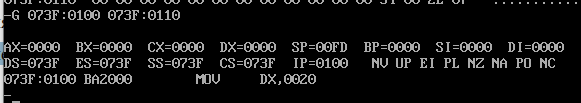 -G 073F:0100 073F:0110
AX=0000 BX=0000 CX=0000 DX=0000 SP=00FD BP=0000 SI=0000 DI=0000
DS=073F ES=073F SS=073F CS=073F IP=0100 NV UP EI PL NZ NA PO NC
073F:0100 BA2000 MOV DX,0020
-